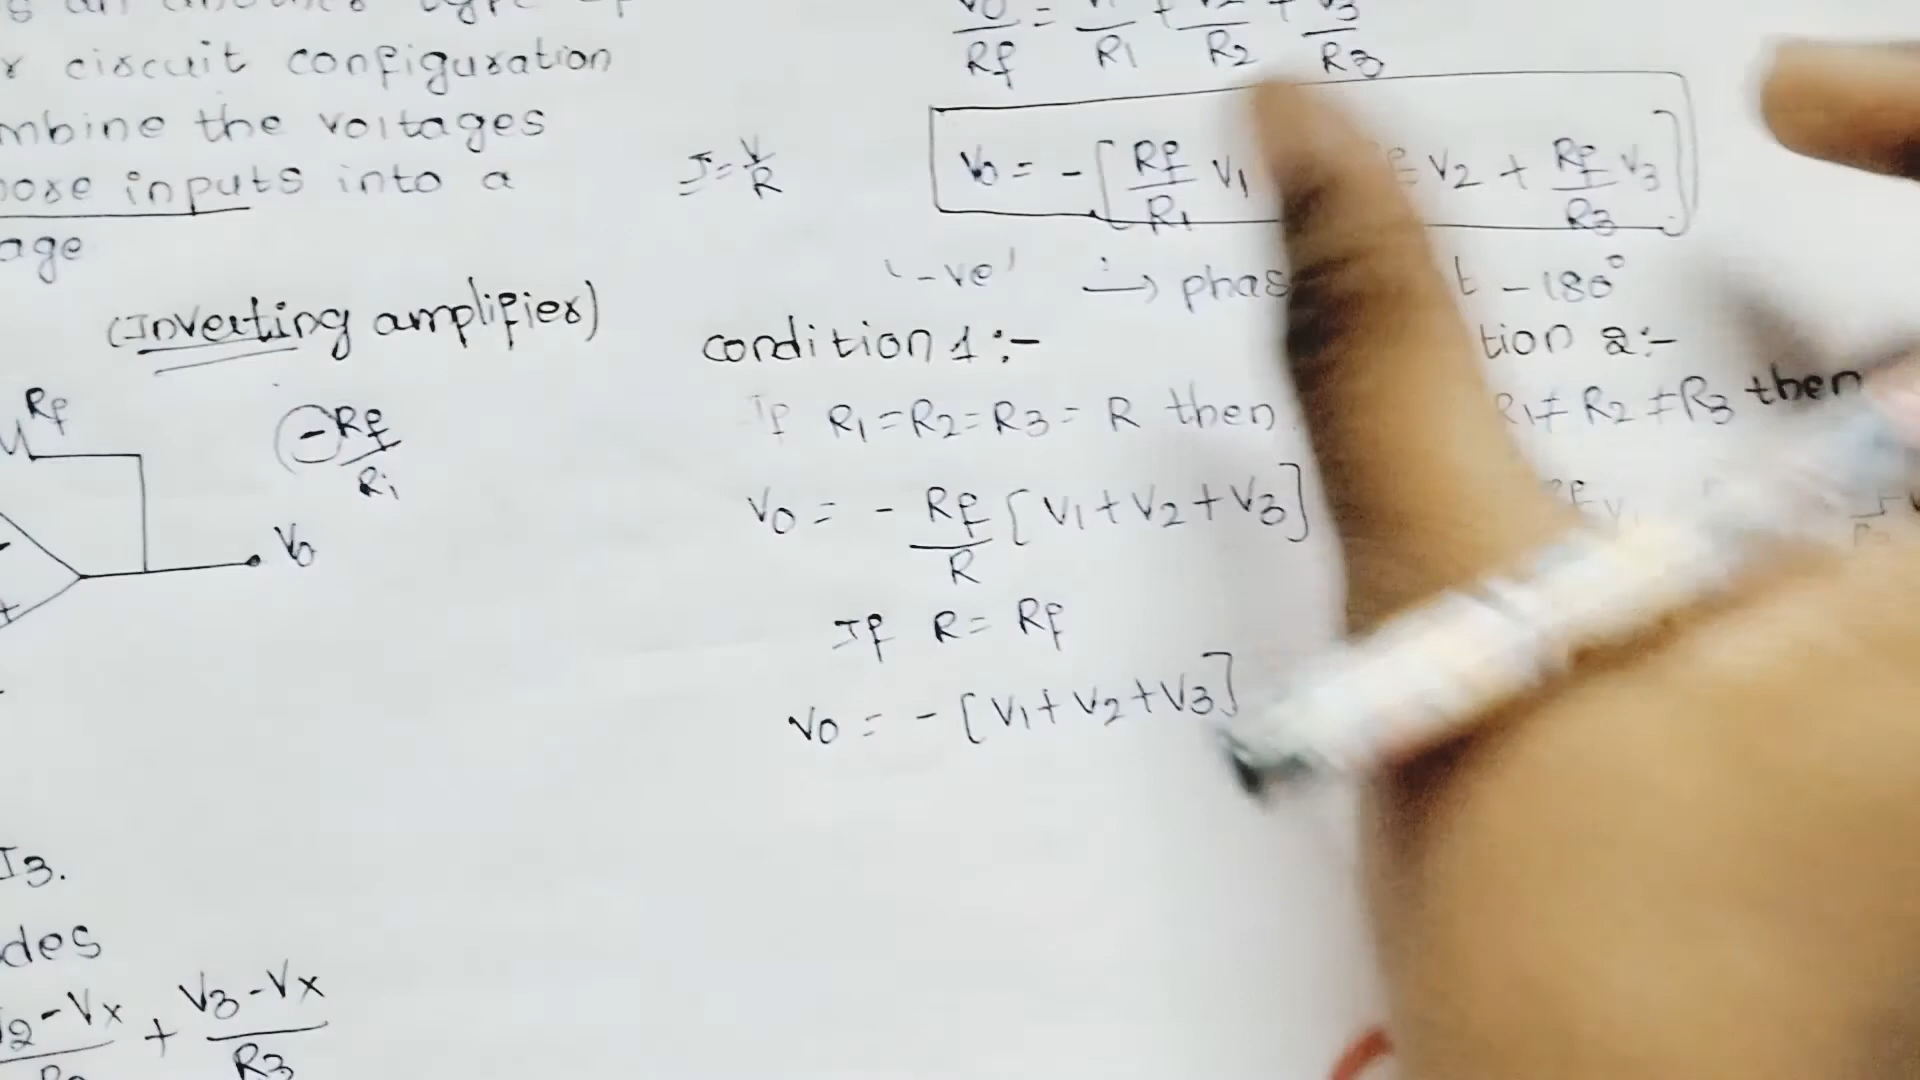 r circuit configuration
mbine the voltages
inputs into a
age
(Inverting amplifier)
Rf
-Rf/Ri
Vo
I3.
des
2-Vx + V3-Vx/R3
I=V/R
Vo/Rf = V1/R1 + V2/R2 + V3/R3
Vo = -[Rf/R1 V1 V2 + Rf/R3 V3]
'-ve' → phas t -180°
condition 1:-
If R1=R2=R3=R then
Vo = -Rf/R [V1+V2+V3]
If R=Rf
Vo = -[V1+V2+V3]
tion 2:-
R1≠R2≠R3 then